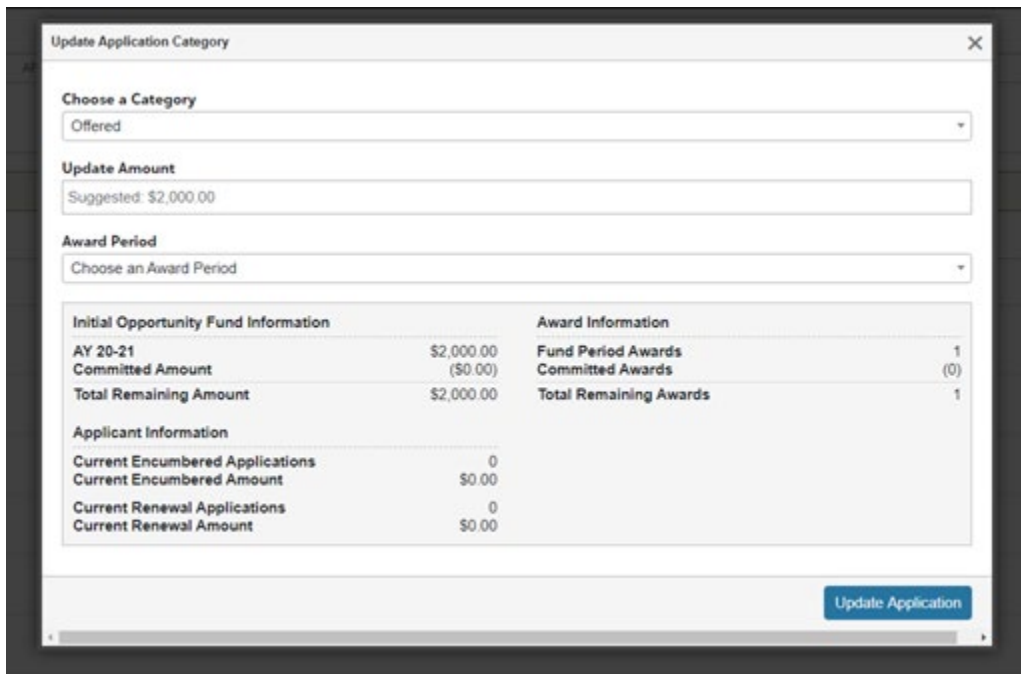 Update Application Category
Choose a Category
Offered
Update Amount
Suggested: $2,000.00
Award Period
Choose an Award Period
Initial Opportunity Fund Information
AY 20-21 $2,000.00
Committed Amount ($0.00)
Total Remaining Amount $2,000.00
Applicant Information
Current Encumbered Applications 0
Current Encumbered Amount $0.00
Current Renewal Applications 0
Current Renewal Amount $0.00
Award Information
Fund Period Awards 1
Committed Awards (0)
Total Remaining Awards 1
Update Application